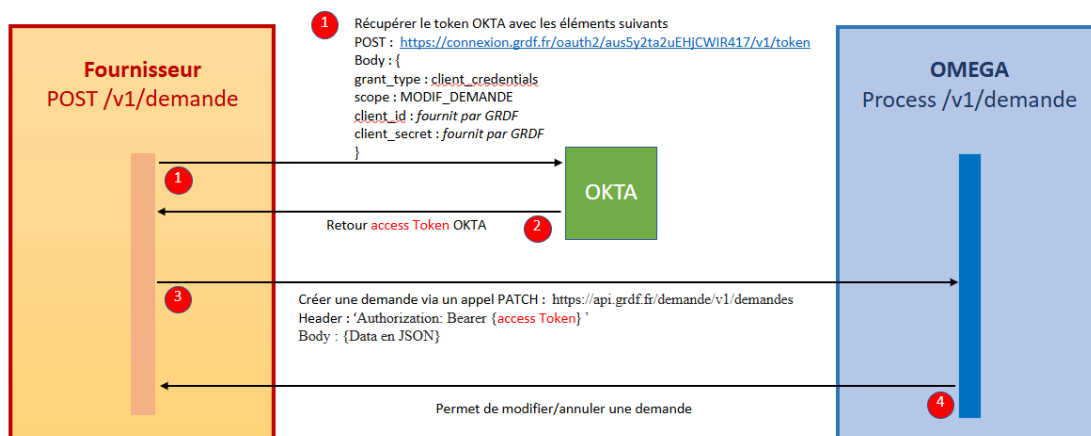 1
Récupérer le token OKTA avec les éléments suivants
POST : https://connexion.grdf.fr/oauth2/aus5y2ta2uEHjCWIR417/v1/token
Body : {
grant_type : client_credentials
scope : MODIF_DEMANDE
client_id : fournit par GRDF
client_secret : fournit par GRDF
}
Fournisseur
POST /v1/demande
OMEGA
Process /v1/demande
1
OKTA
2
Retour access Token OKTA
3
Créer une demande via un appel PATCH : https://api.grdf.fr/demande/v1/demandes
Header : ‘Authorization: Bearer {access Token} ’
Body : {Data en JSON}
4
Permet de modifier/annuler une demande